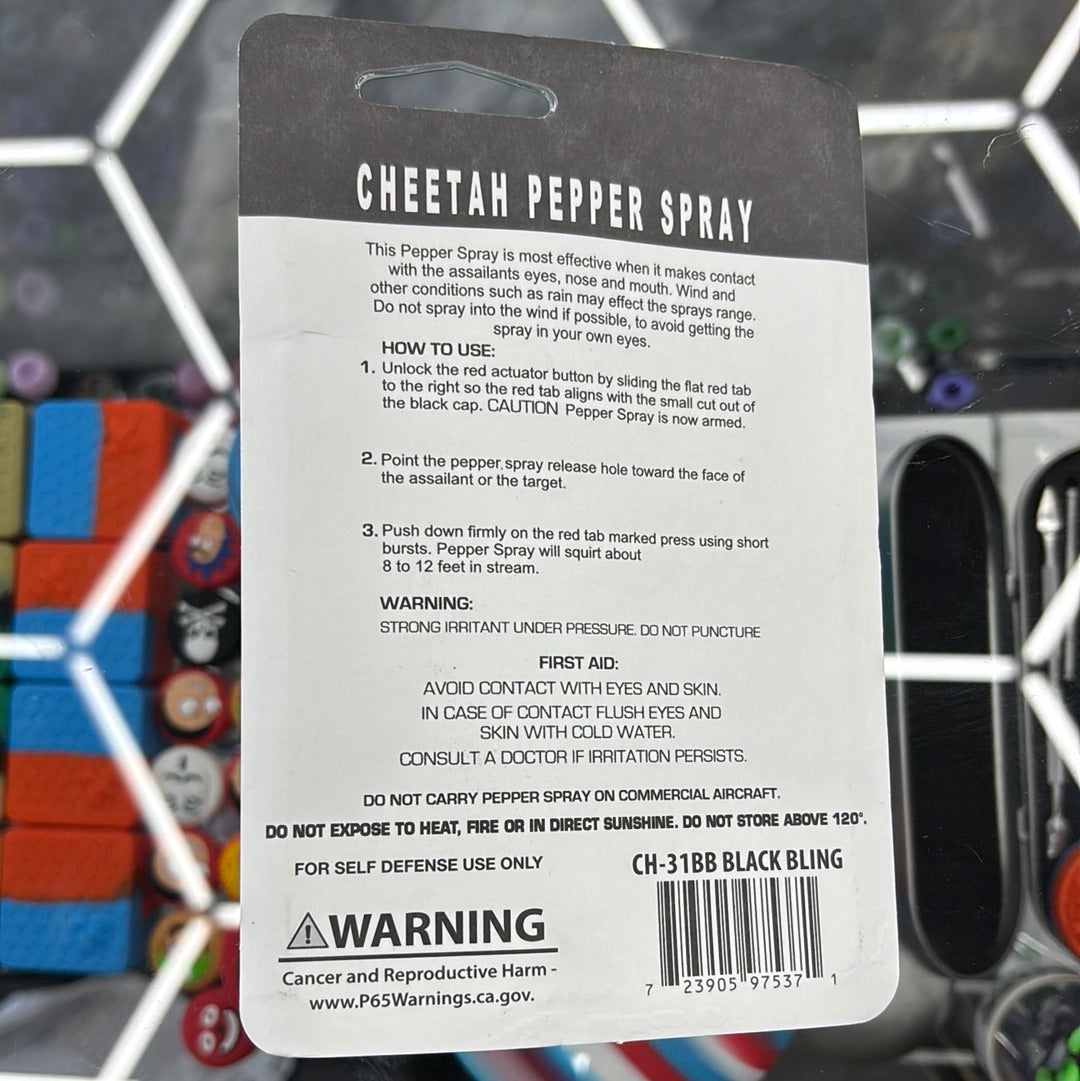 CHEETAH PEPPER SPRAY
This Pepper Spray is most effective when it makes contact
with the assailants eyes, nose and mouth. Wind and
other conditions such as rain may effect the sprays range.
Do not spray into the wind if possible, to avoid getting the
spray in your own eyes.
HOW TO USE:
1. Unlock the red actuator button by sliding the flat red tab
to the right so the red tab aligns with the small cut out of
the black cap. CAUTION Pepper Spray is now armed.
2. Point the pepper spray release hole toward the face of
the assailant or the target.
3. Push down firmly on the red tab marked press using short
bursts. Pepper Spray will squirt about
8 to 12 feet in stream.
WARNING:
STRONG IRRITANT UNDER PRESSURE. DO NOT PUNCTURE
FIRST AID:
AVOID CONTACT WITH EYES AND SKIN.
IN CASE OF CONTACT FLUSH EYES AND
SKIN WITH COLD WATER.
CONSULT A DOCTOR IF IRRITATION PERSISTS.
DO NOT CARRY PEPPER SPRAY ON COMMERCIAL AIRCRAFT.
DO NOT EXPOSE TO HEAT, FIRE OR IN DIRECT SUNSHINE. DO NOT STORE ABOVE 120°.
FOR SELF DEFENSE USE ONLY
CH-31BB BLACK BLING
WARNING
Cancer and Reproductive Harm -
www.P65Warnings.ca.gov.
7 23905 97537 1